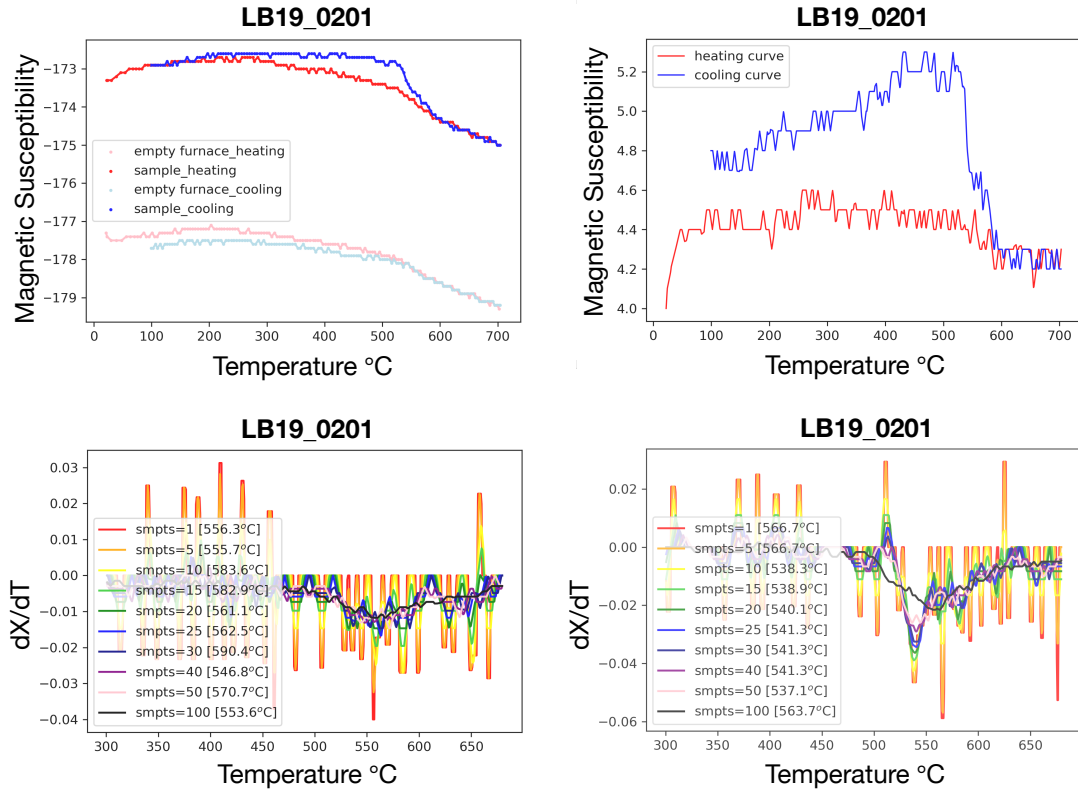 LB19_0201
Magnetic Susceptibility
−173
−174
−175
−176
−177
−178
−179
empty furnace_heating
sample_heating
empty furnace_cooling
sample_cooling
0 100 200 300 400 500 600 700
Temperature °C
LB19_0201
Magnetic Susceptibility
5.2
5.0
4.8
4.6
4.4
4.2
4.0
heating curve
cooling curve
0 100 200 300 400 500 600 700
Temperature °C
LB19_0201
dX/dT
0.03
0.02
0.01
0.00
−0.01
−0.02
−0.03
−0.04
smpts=1 [556.3°C]
smpts=5 [555.7°C]
smpts=10 [583.6°C]
smpts=15 [582.9°C]
smpts=20 [561.1°C]
smpts=25 [562.5°C]
smpts=30 [590.4°C]
smpts=40 [546.8°C]
smpts=50 [570.7°C]
smpts=100 [553.6°C]
300 350 400 450 500 550 600 650
Temperature °C
LB19_0201
dX/dT
0.02
0.00
−0.02
−0.04
−0.06
smpts=1 [566.7°C]
smpts=5 [566.7°C]
smpts=10 [538.3°C]
smpts=15 [538.9°C]
smpts=20 [540.1°C]
smpts=25 [541.3°C]
smpts=30 [541.3°C]
smpts=40 [541.3°C]
smpts=50 [537.1°C]
smpts=100 [563.7°C]
300 350 400 450 500 550 600 650
Temperature °C